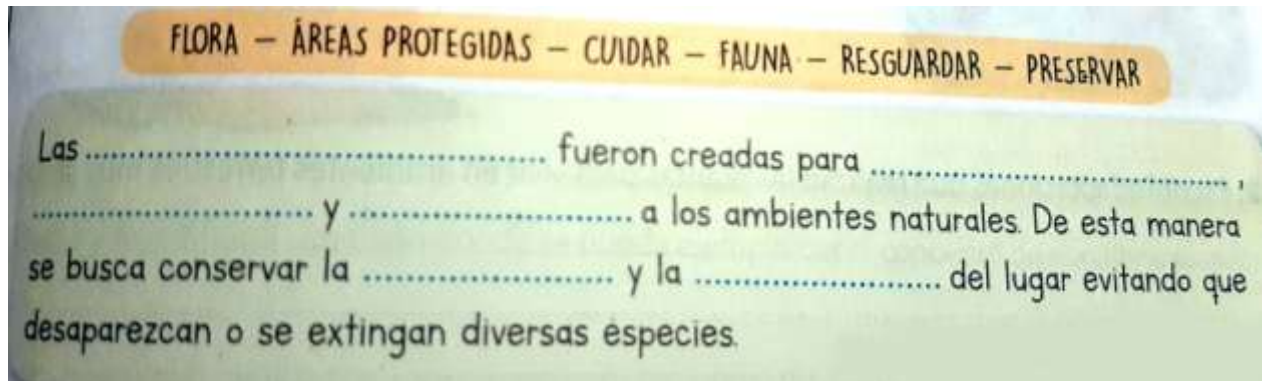 FLORA – ÁREAS PROTEGIDAS – CUIDAR – FAUNA – RESGUARDAR – PRESERVAR
Las ........................................ fueron creadas para ................................,
......................... y ......................... a los ambientes naturales. De esta manera
se busca conservar la ...................... y la ...................... del lugar evitando que
desaparezcan o se extingan diversas especies.